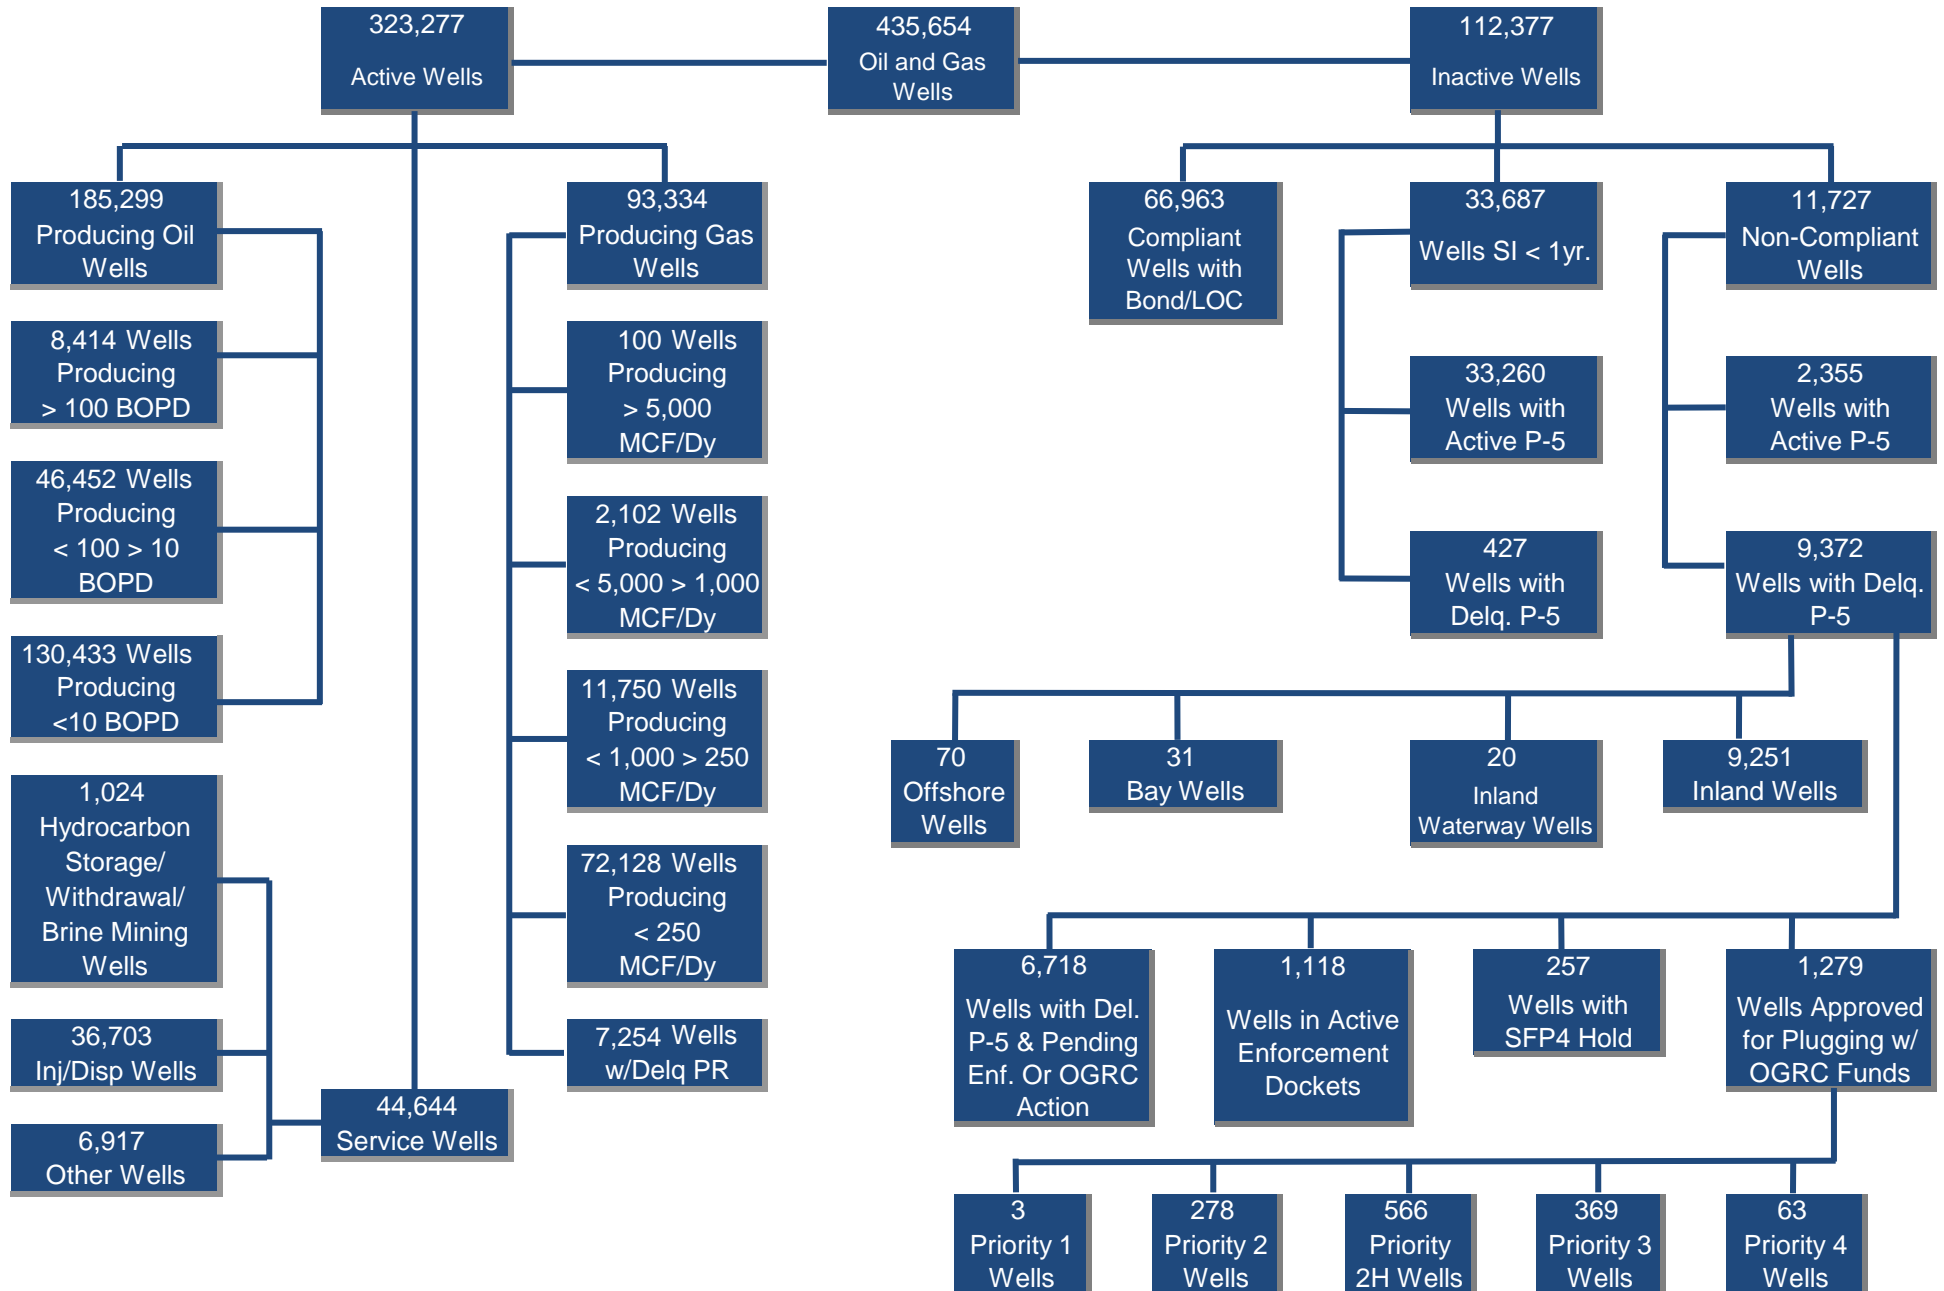 323,277
Active Wells
435,654
Oil and Gas
Wells
112,377
Inactive Wells
185,299
Producing Oil
Wells
8,414 Wells
Producing
> 100 BOPD
46,452 Wells
Producing
< 100 > 10
BOPD
130,433 Wells
Producing
<10 BOPD
1,024
Hydrocarbon
Storage/
Withdrawal/
Brine Mining
Wells
36,703
Inj/Disp Wells
6,917
Other Wells
44,644
Service Wells
93,334
Producing Gas
Wells
100 Wells
Producing
> 5,000
MCF/Dy
2,102 Wells
Producing
< 5,000 > 1,000
MCF/Dy
11,750 Wells
Producing
< 1,000 > 250
MCF/Dy
72,128 Wells
Producing
< 250
MCF/Dy
7,254 Wells
w/Delq PR
66,963
Compliant
Wells with
Bond/LOC
33,687
Wells SI < 1yr.
33,260
Wells with
Active P-5
427
Wells with
Delq. P-5
11,727
Non-Compliant
Wells
2,355
Wells with
Active P-5
9,372
Wells with Delq.
P-5
70
Offshore
Wells
31
Bay Wells
20
Inland
Waterway Wells
9,251
Inland Wells
6,718
Wells with Del.
P-5 & Pending
Enf. Or OGRC
Action
1,118
Wells in Active
Enforcement
Dockets
257
Wells with
SFP4 Hold
1,279
Wells Approved
for Plugging w/
OGRC Funds
3
Priority 1
Wells
278
Priority 2
Wells
566
Priority
2H Wells
369
Priority 3
Wells
63
Priority 4
Wells